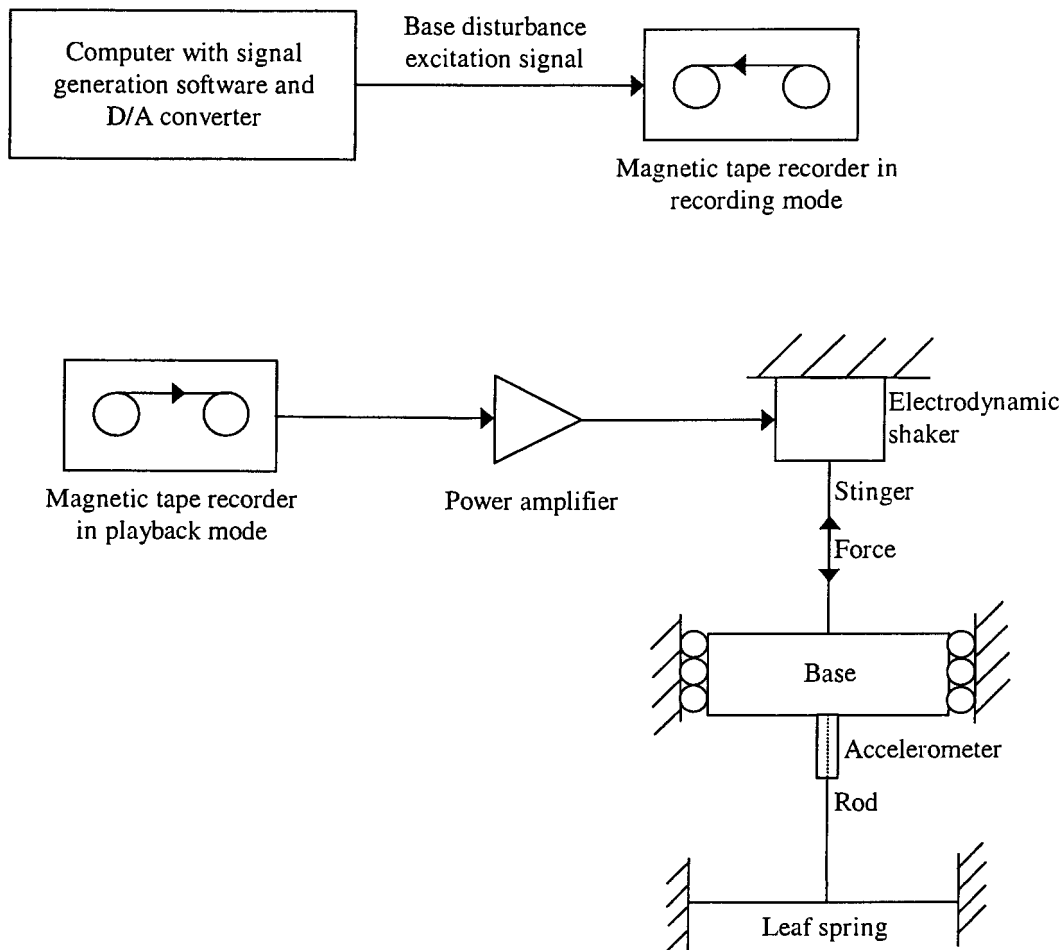 Computer with signal
generation software and
D/A converter
Base disturbance
excitation signal
Magnetic tape recorder in
recording mode
Magnetic tape recorder
in playback mode
Power amplifier
Electrodynamic
shaker
Stinger
Force
Base
Accelerometer
Rod
Leaf spring